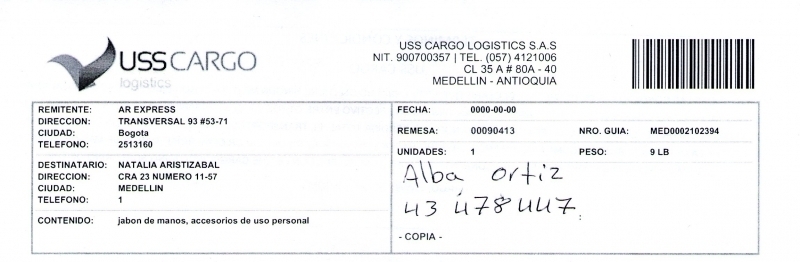 USSCARGO
logistics
USS CARGO LOGISTICS S.A.S
NIT. 900700357 | TEL. (057) 4121006
CL 35 A # 80A - 40
MEDELLIN - ANTIOQUIA
REMITENTE: AR EXPRESS
DIRECCION: TRANSVERSAL 93 #53-71
CIUDAD: Bogota
TELEFONO: 2513160
DESTINATARIO: NATALIA ARISTIZABAL
DIRECCION: CRA 23 NUMERO 11-57
CIUDAD: MEDELLIN
TELEFONO: 1
CONTENIDO: jabon de manos, accesorios de uso personal
FECHA: 0000-00-00
REMESA: 00090413 NRO. GUIA: MED0002102394
UNIDADES: 1 PESO: 9 LB
Alba Ortiz
43 478 447
- COPIA -